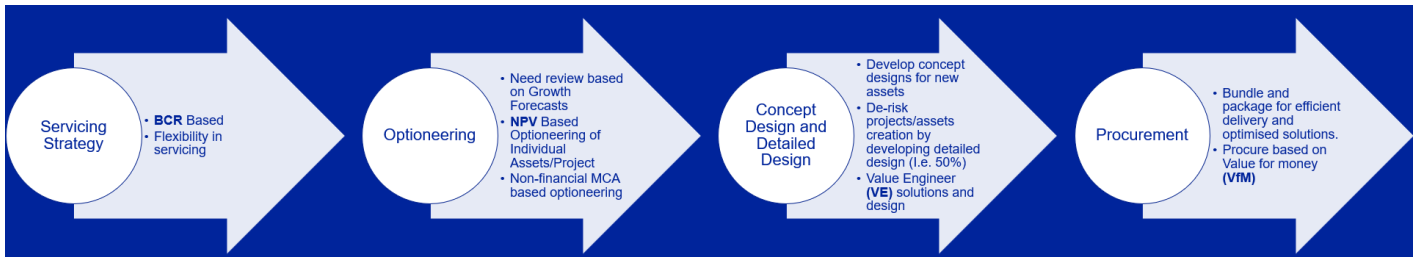 Servicing
Strategy
• BCR Based
• Flexibility in
servicing
Optioneering
• Need review based
on Growth
Forecasts
• NPV Based
Optioneering of
Individual
Assets/Project
• Non-financial MCA
based optioneering
Concept
Design and
Detailed
Design
• Develop concept
designs for new
assets
• De-risk
projects/assets
creation by
developing detailed
design (I.e. 50%)
• Value Engineer
(VE) solutions and
design
Procurement
• Bundle and
package for efficient
delivery and
optimised solutions.
• Procure based on
Value for money
(VfM)